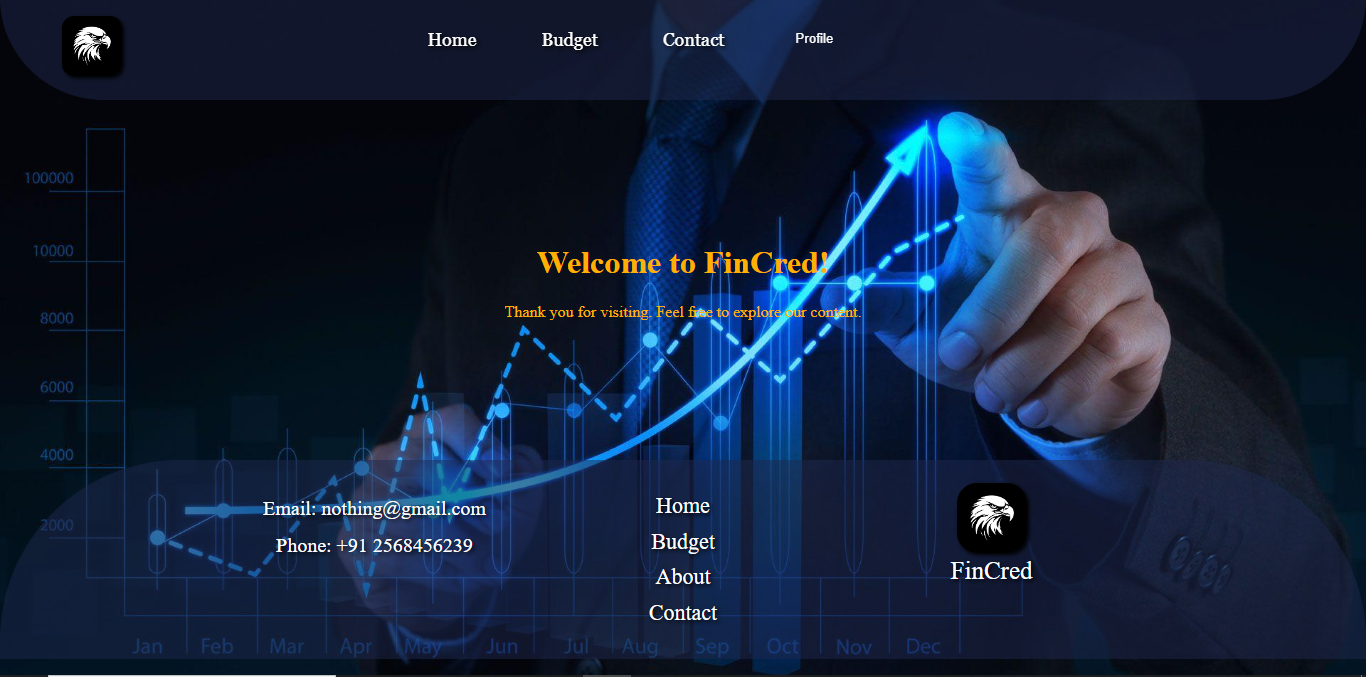 Home Budget Contact Profile
100000
10000
8000
6000
4000
2000
Welcome to FinCred!
Thank you for visiting. Feel free to explore our content.
Email: nothing@gmail.com
Phone: +91 2568456239
Home
Budget
About
Contact
FinCred
Jan Feb Mar Apr May Jun Jul Aug Sep Oct Nov Dec